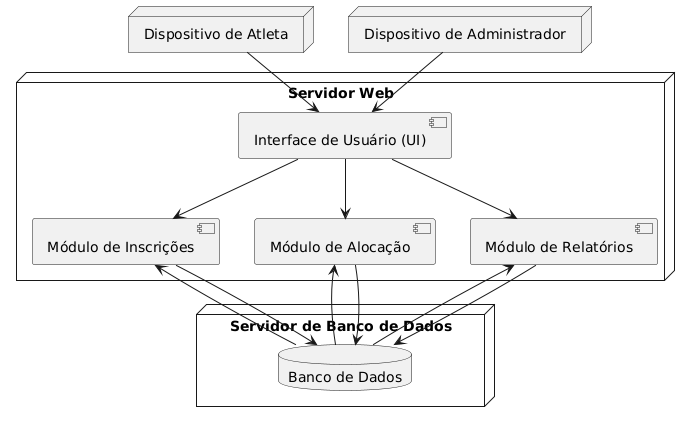 Dispositivo de Atleta
Dispositivo de Administrador
Servidor Web
Interface de Usuário (UI)
Módulo de Inscrições
Módulo de Alocação
Módulo de Relatórios
Servidor de Banco de Dados
Banco de Dados